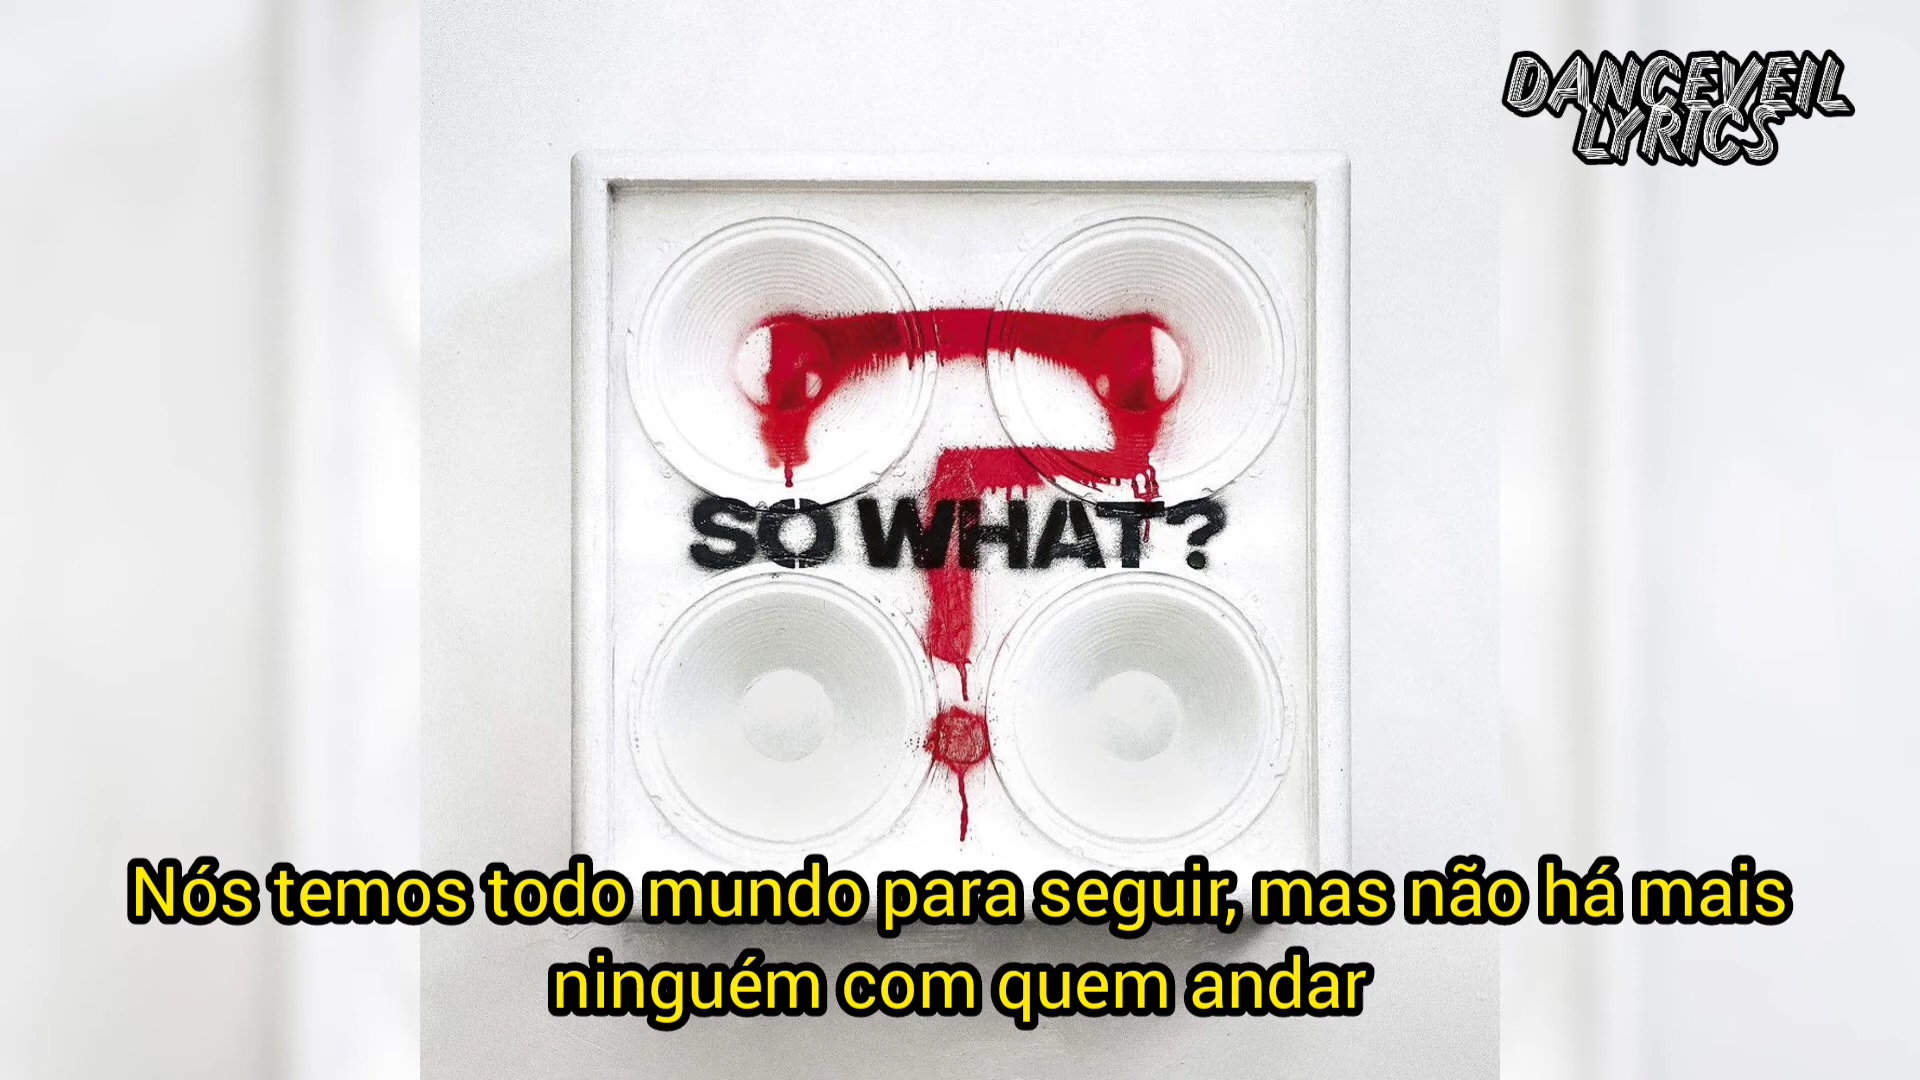 DANCEVEIL
LYRICS
SO WHAT?
Nós temos todo mundo para seguir, mas não há mais
ninguém com quem andar